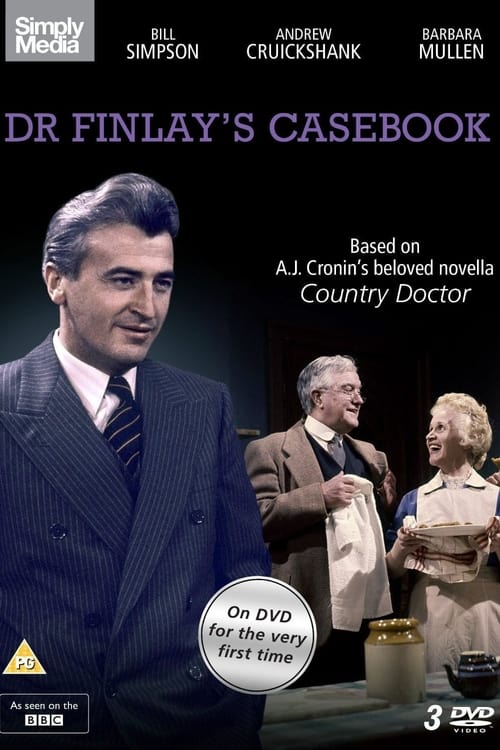 Simply
Media
BILL
SIMPSON
ANDREW
CRUICKSHANK
BARBARA
MULLEN
DR FINLAY'S CASEBOOK
Based on
A.J. Cronin's beloved novella
Country Doctor
On DVD
for the very
first time
PG
As seen on the
BBC
3 DVD
VIDEO